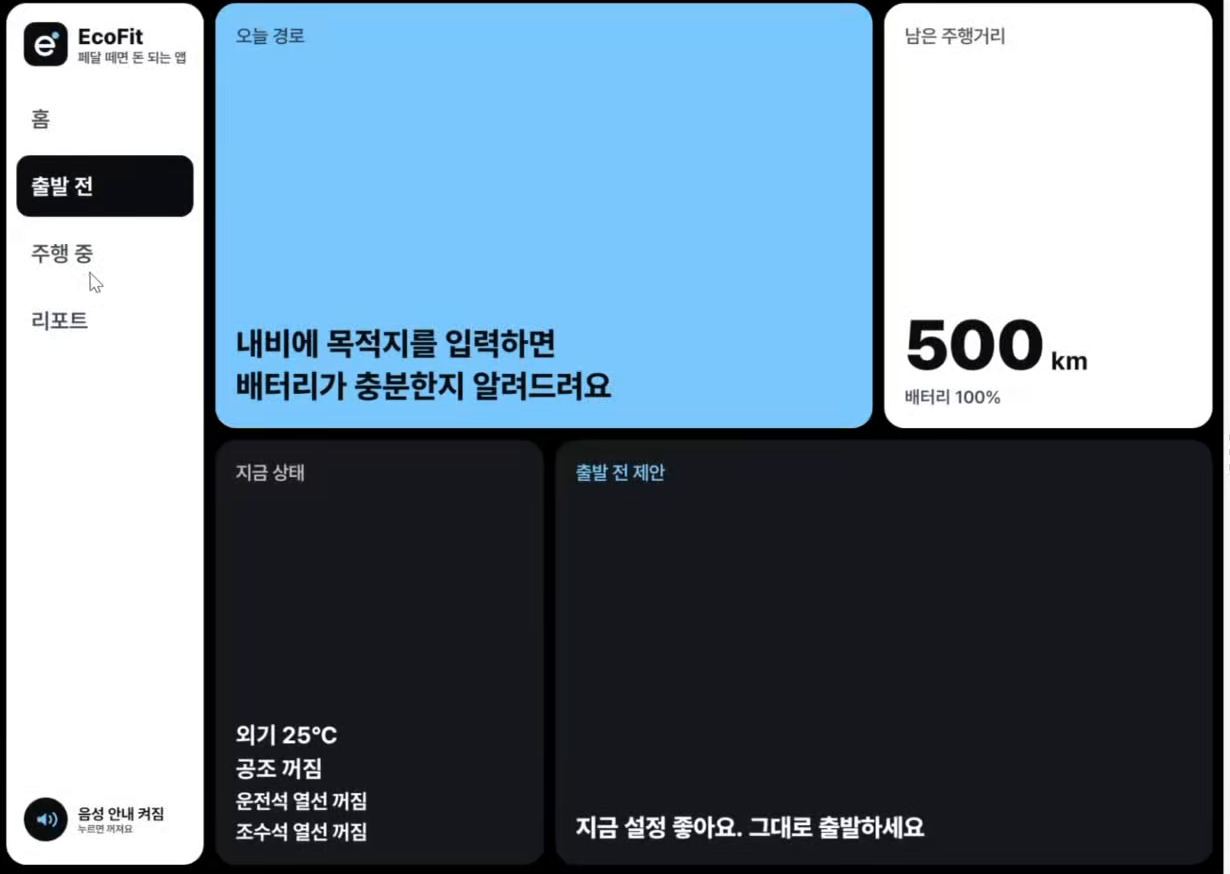 EcoFit
페달 떼면 돈 되는 앱
홈
출발 전
주행 중
리포트
음성 안내 켜짐
누르면 꺼져요
오늘 경로
내비에 목적지를 입력하면
배터리가 충분한지 알려드려요
남은 주행거리
500 km
배터리 100%
지금 상태
외기 25°C
공조 꺼짐
운전석 열선 꺼짐
조수석 열선 꺼짐
출발 전 제안
지금 설정 좋아요. 그대로 출발하세요